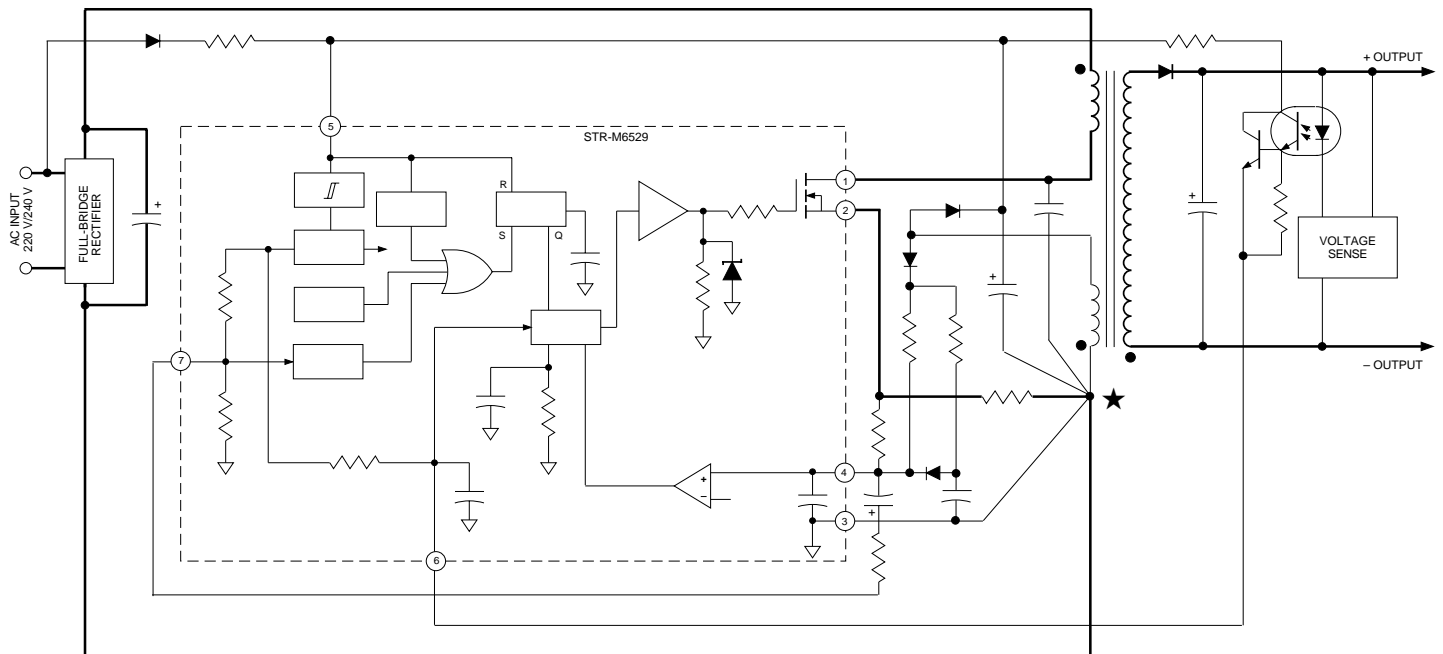 + OUTPUT
5
STR-M6529
AC INPUT
220 V/240 V
FULL-BRIDGE
RECTIFIER
+
R
S
Q
1
2
+
+
VOLTAGE
SENSE
7
– OUTPUT
+
–
4
3
+
6